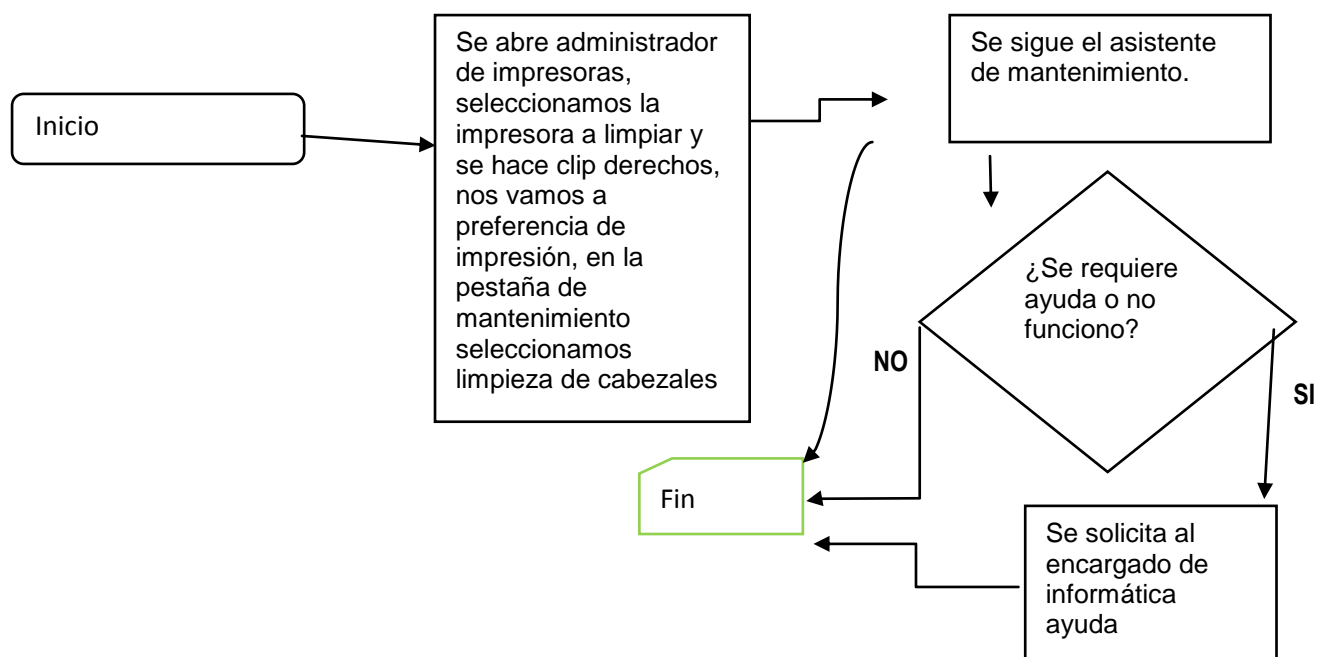 Inicio
Se abre administrador
de impresoras,
seleccionamos la
impresora a limpiar y
se hace clip derechos,
nos vamos a
preferencia de
impresión, en la
pestaña de
mantenimiento
seleccionamos
limpieza de cabezales
Se sigue el asistente
de mantenimiento.
¿Se requiere
ayuda o no
funciono?
NO
SI
Fin
Se solicita al
encargado de
informática
ayuda